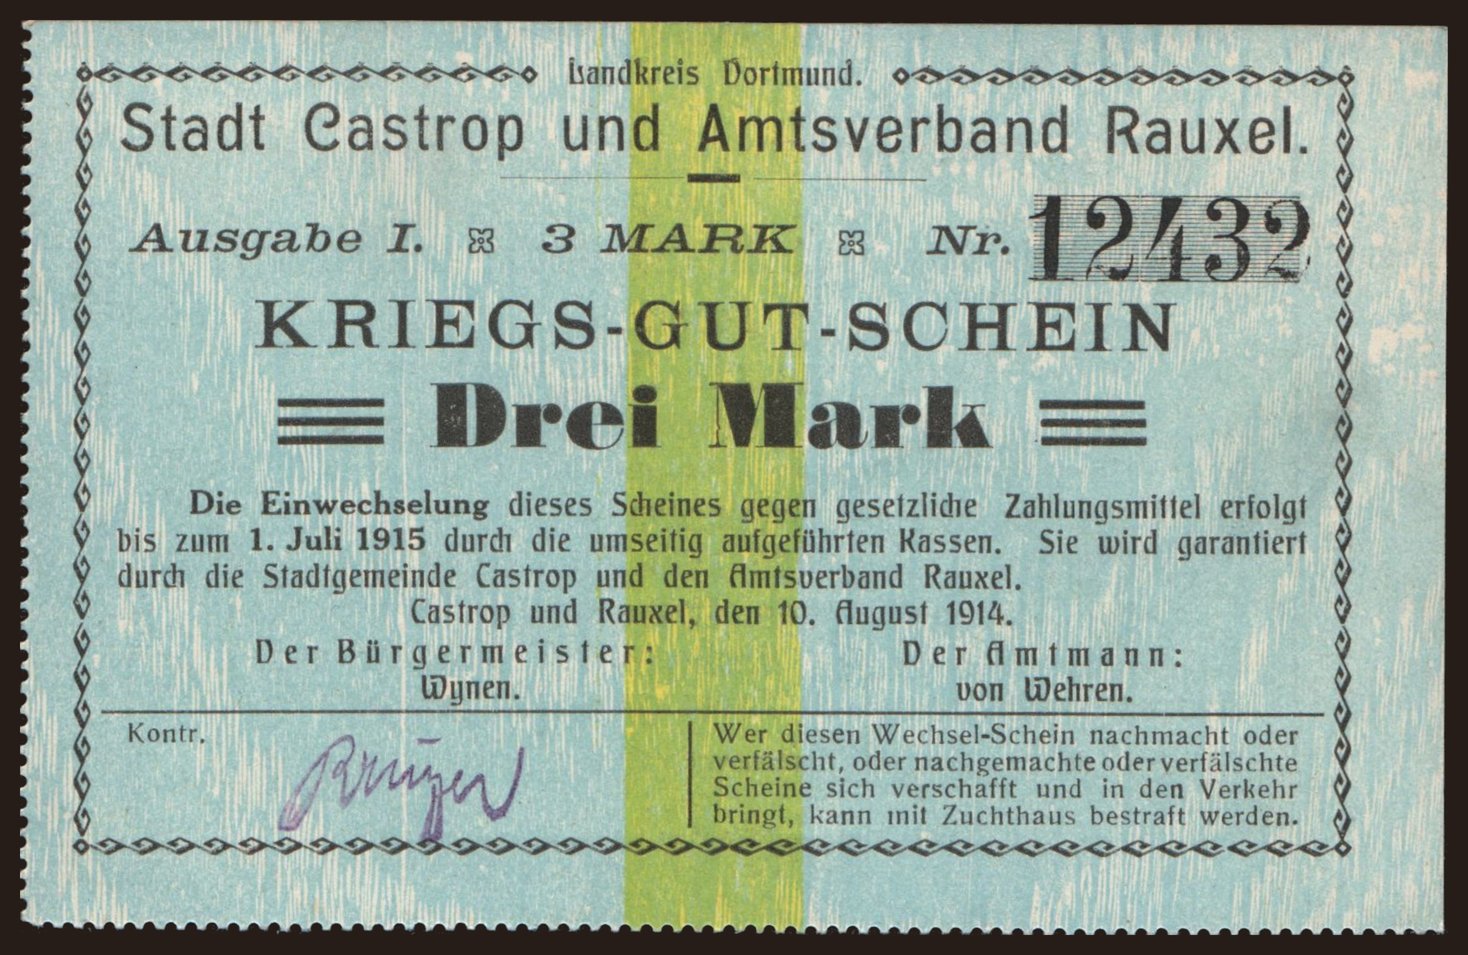 Landkreis Dortmund.
Stadt Castrop und Amtsverband Rauxel.
Ausgabe I. 3 MARK Nr. 12432
KRIEGS-GUT-SCHEIN
Drei Mark
Die Einwechselung dieses Scheines gegen gesetzliche Zahlungsmittel erfolgt
bis zum 1. Juli 1915 durch die umseitig aufgeführten Kassen. Sie wird garantiert
durch die Stadtgemeinde Castrop und den Amtsverband Rauxel.
Castrop und Rauxel, den 10. August 1914.
Der Bürgermeister:
Wynen.
Der Amtmann:
von Wehren.
Kontr.
Wer diesen Wechsel-Schein nachmacht oder
verfälscht, oder nachgemachte oder verfälschte
Scheine sich verschafft und in den Verkehr
bringt, kann mit Zuchthaus bestraft werden.